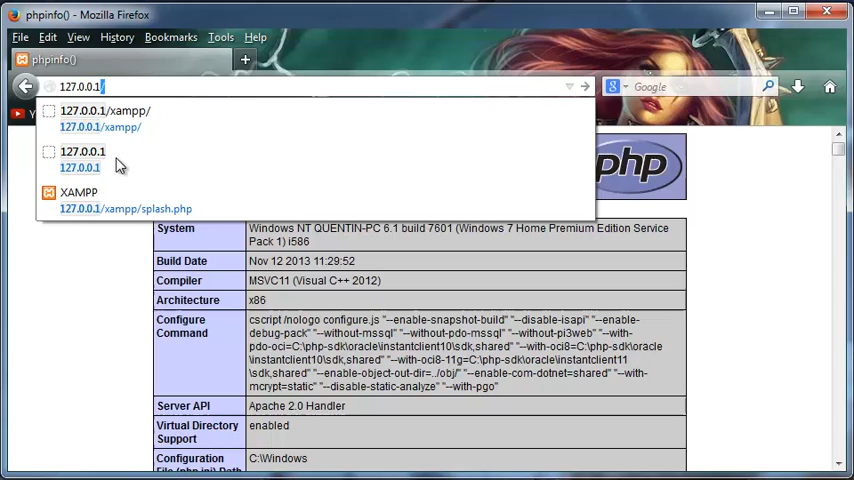 phpinfo() - Mozilla Firefox
File Edit View History Bookmarks Tools Help
phpinfo()
127.0.0.1/
Google
127.0.0.1/xampp/
127.0.0.1/xampp/
127.0.0.1
127.0.0.1
XAMPP
127.0.0.1/xampp/splash.php
php
System Windows NT QUENTIN-PC 6.1 build 7601 (Windows 7 Home Premium Edition Service
Pack 1) i586
Build Date Nov 12 2013 11:29:52
Compiler MSVC11 (Visual C++ 2012)
Architecture x86
Configure
Command
cscript /nologo configure.js "--enable-snapshot-build" "--disable-isapi" "--enable-
debug-pack" "--without-mssql" "--without-pdo-mssql" "--without-pi3web" "--with-
pdo-oci=C:\php-sdk\oracle\instantclient10\sdk,shared" "--with-oci8=C:\php-sdk\oracle
\instantclient10\sdk,shared" "--with-oci8-11g=C:\php-sdk\oracle\instantclient11
\sdk,shared" "--enable-object-out-dir=../obj/" "--enable-com-dotnet=shared" "--with-
mcrypt=static" "--disable-static-analyze" "--with-pgo"
Server API Apache 2.0 Handler
Virtual Directory
Support
enabled
Configuration
File (php.ini) Path
C:\Windows